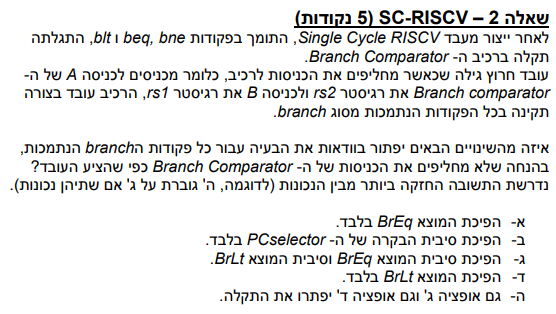 שאלה 2 – SC-RISCV (5 נקודות)
לאחר ייצור מעבד Single Cycle RISCV, התומך בפקודות beq, bne ו blt, התגלתה
תקלה ברכיב ה- Branch Comparator.
עובד חרוץ גילה שכאשר מחליפים את הכניסות לרכיב, כלומר מכניסים לכניסה A של ה-
Branch comparator את רגיסטר rs2 ולכניסה B את רגיסטר rs1, הרכיב עובד בצורה
תקינה בכל הפקודות הנתמכות מסוג branch.
איזה מהשינויים הבאים יפתור בוודאות את הבעיה עבור כל פקודות הbranch הנתמכות,
בהנחה שלא מחליפים את הכניסות של ה- Branch Comparator כפי שהציע העובד?
נדרשת התשובה החזקה ביותר מבין הנכונות (לדוגמה, ה' גוברת על ג' אם שתיהן נכונות).
א- הפיכת המוצא BrEq בלבד.
ב- הפיכת סיבית הבקרה של ה- PCselector בלבד.
ג- הפיכת סיבית המוצא BrEq וסיבית המוצא BrLt.
ד- הפיכת המוצא BrLt בלבד.
ה- גם אופציה ג' וגם אופציה ד' יפתרו את התקלה.